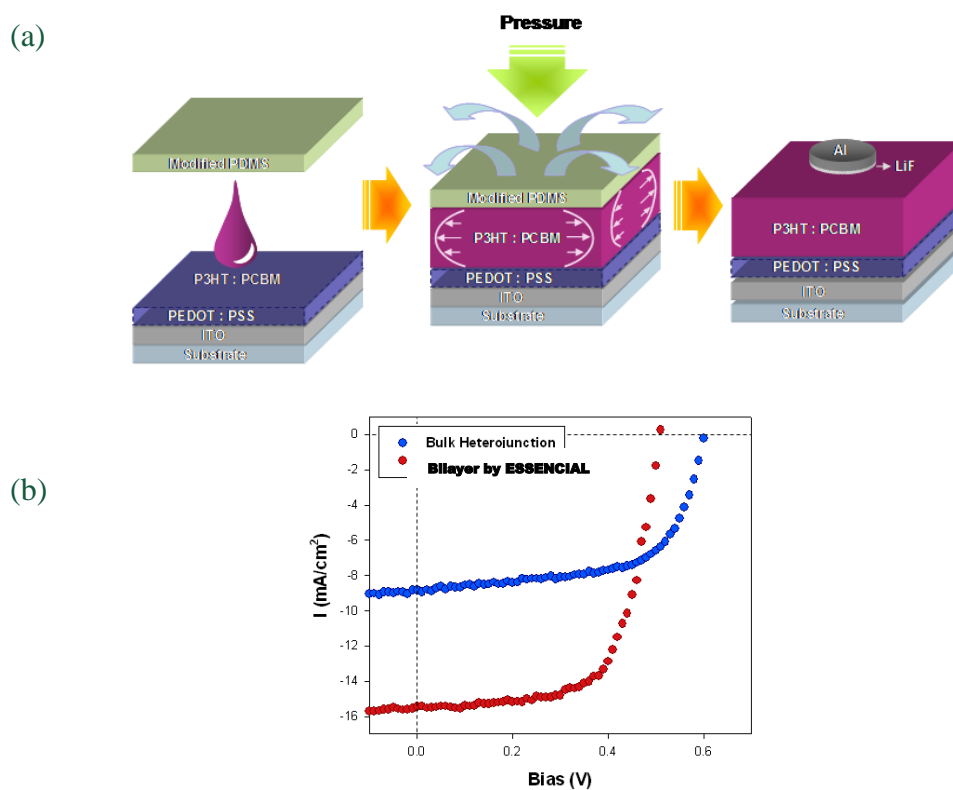 (a)
Pressure
Modified PDMS
P3HT : PCBM
PEDOT : PSS
ITO
Substrate
Modified PDMS
P3HT : PCBM
PEDOT : PSS
ITO
Substrate
Al
LiF
P3HT : PCBM
PEDOT : PSS
ITO
Substrate
(b)
0
-2
-4
-6
-8
-10
-12
-14
-16
I (mA/cm²)
Bulk Heterojunction
Bilayer by ESSENCIAL
0.0
0.2
0.4
0.6
Bias (V)